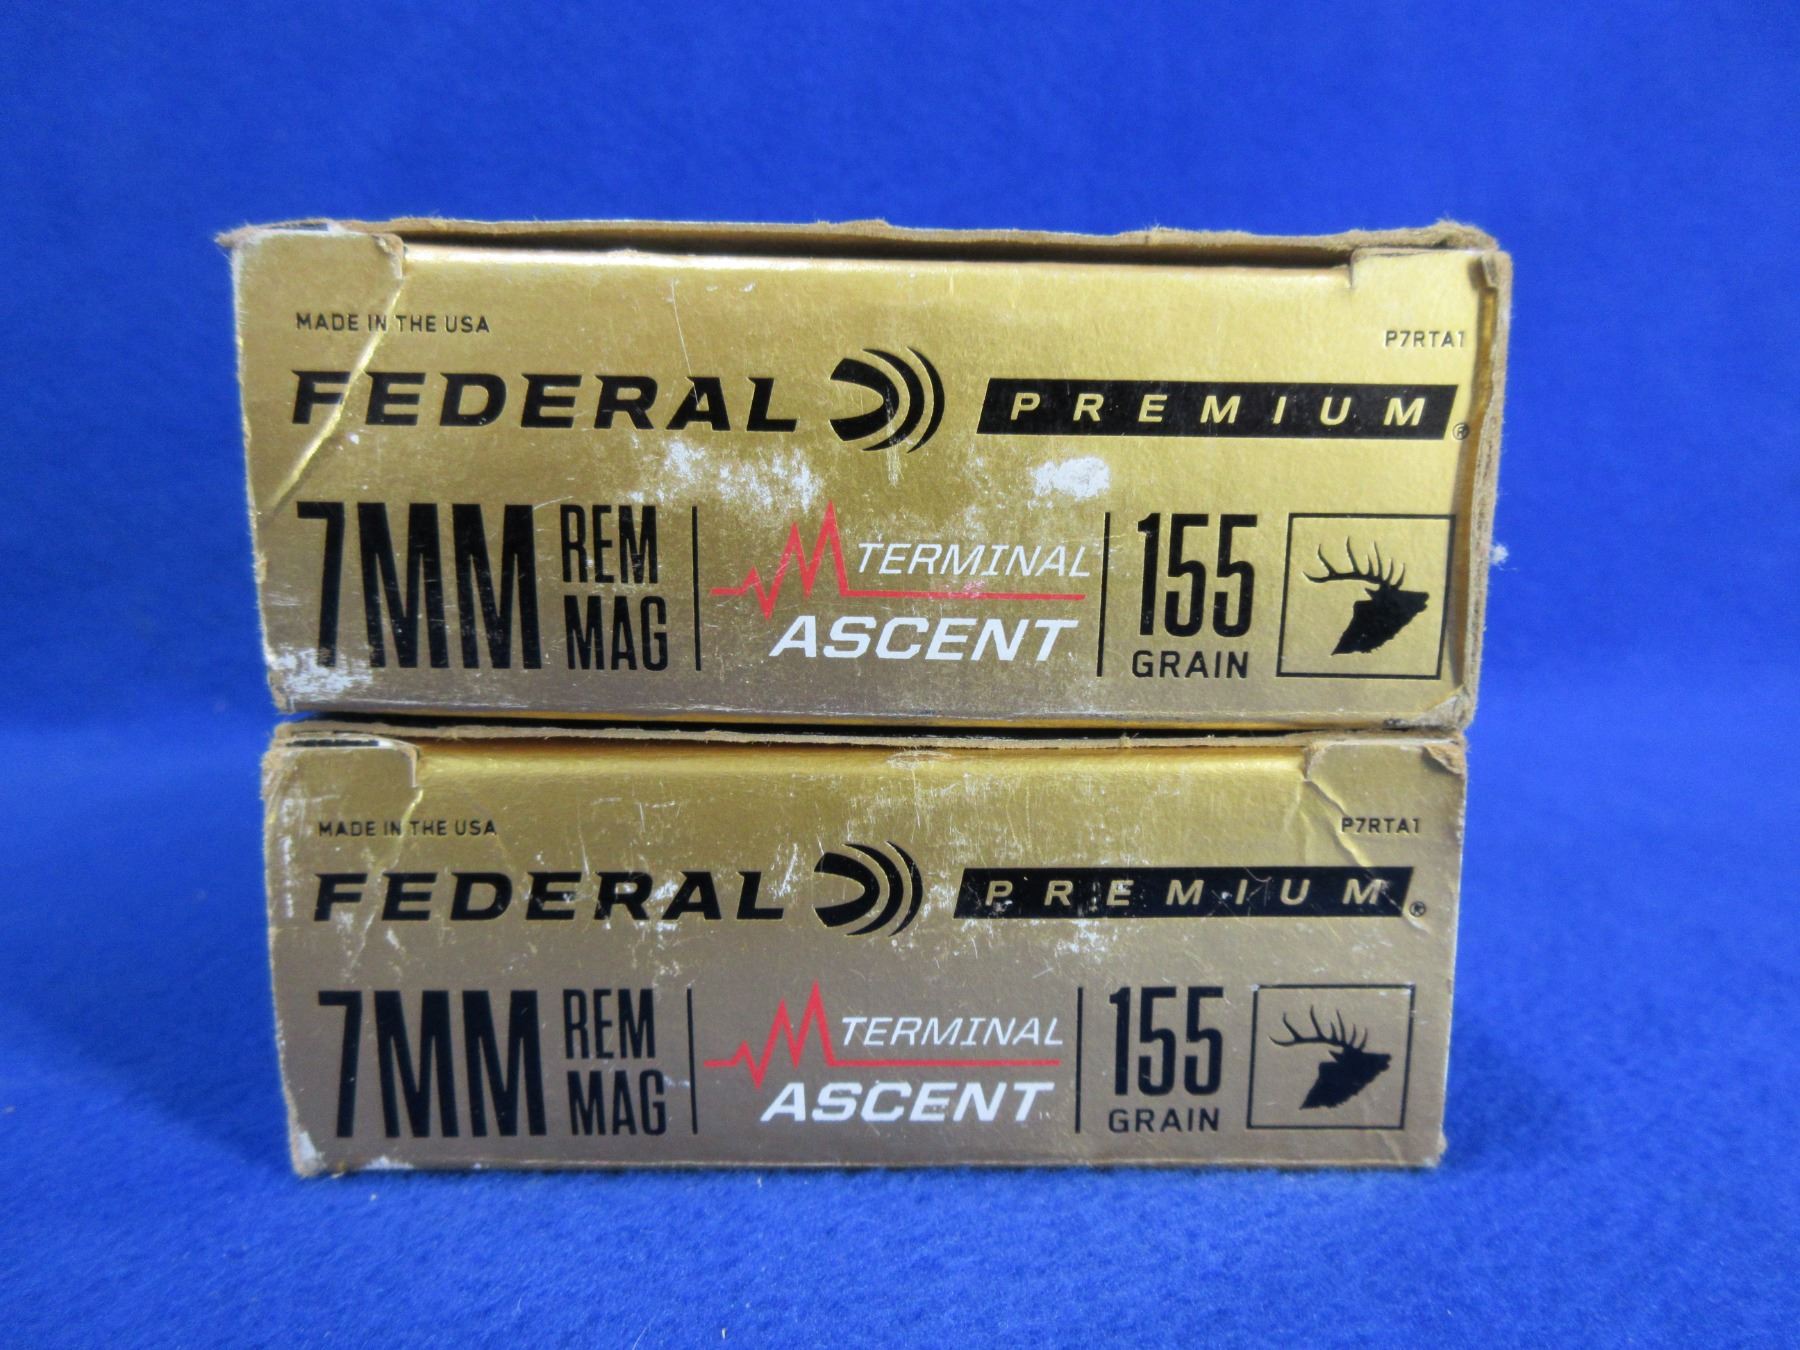 MADE IN THE USA P7RTA1
FEDERAL PREMIUM®
7MM REM MAG TERMINAL ASCENT 155 GRAIN
MADE IN THE USA P7RTA1
FEDERAL PREMIUM®
7MM REM MAG TERMINAL ASCENT 155 GRAIN